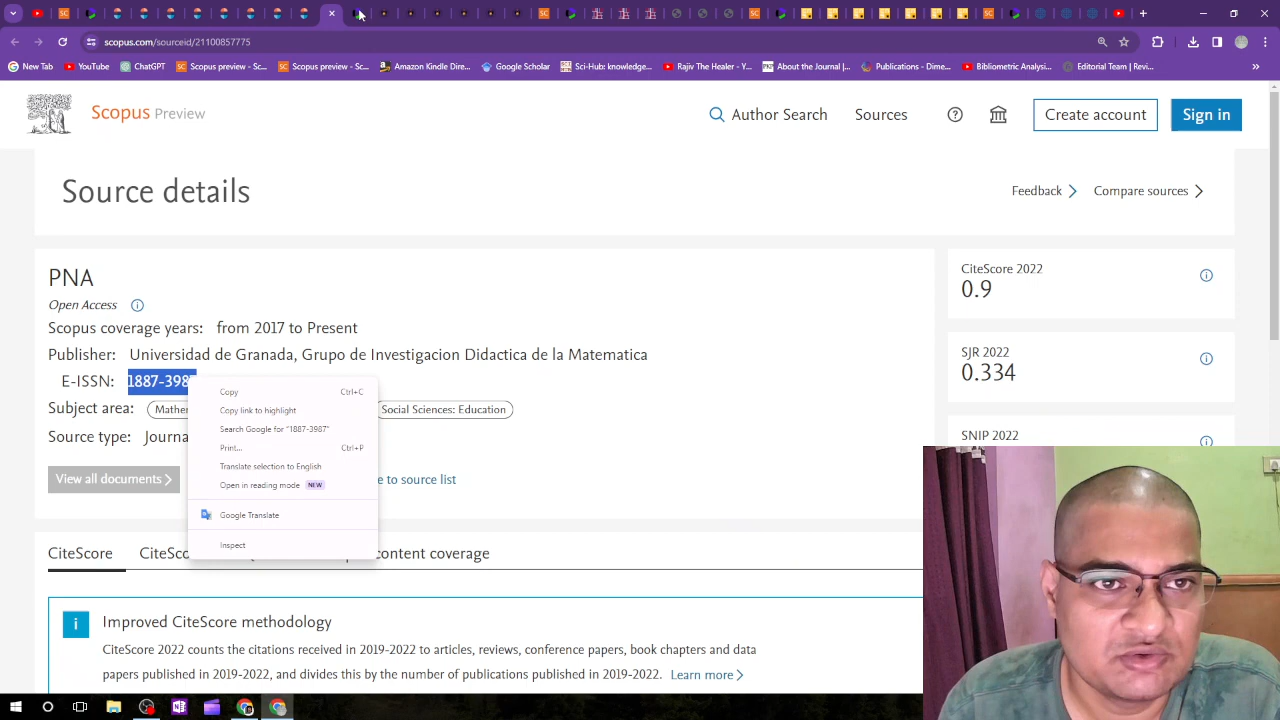 scopus.com/sourceid/21100857775
New Tab
YouTube
ChatGPT
Scopus preview - Sc...
Scopus preview - Sc...
Amazon Kindle Dire...
Google Scholar
Sci-Hub: knowledge...
Rajiv The Healer - Y...
About the Journal |...
Publications - Dime...
Bibliometric Analysi...
Editorial Team | Revi...
Scopus Preview
Author Search
Sources
Create account
Sign in
Source details
Feedback
Compare sources
PNA
Open Access
Scopus coverage years: from 2017 to Present
Publisher: Universidad de Granada, Grupo de Investigacion Didactica de la Matematica
E-ISSN: 1887-3987
Subject area: Mathe
Social Sciences: Education
Source type: Journa
View all documents
e to source list
CiteScore 2022
0.9
SJR 2022
0.334
SNIP 2022
Copy Ctrl+C
Copy link to highlight
Search Google for “1887-3987”
Print... Ctrl+P
Translate selection to English
Open in reading mode NEW
Google Translate
Inspect
CiteScore
CiteSco
content coverage
Improved CiteScore methodology
CiteScore 2022 counts the citations received in 2019-2022 to articles, reviews, conference papers, book chapters and data
papers published in 2019-2022, and divides this by the number of publications published in 2019-2022. Learn more